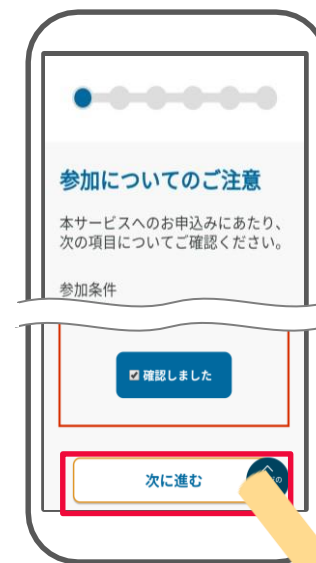 参加についてのご注意
本サービスへのお申込みにあたり、
次の項目についてご確認ください。
参加条件
確認しました
次に進む